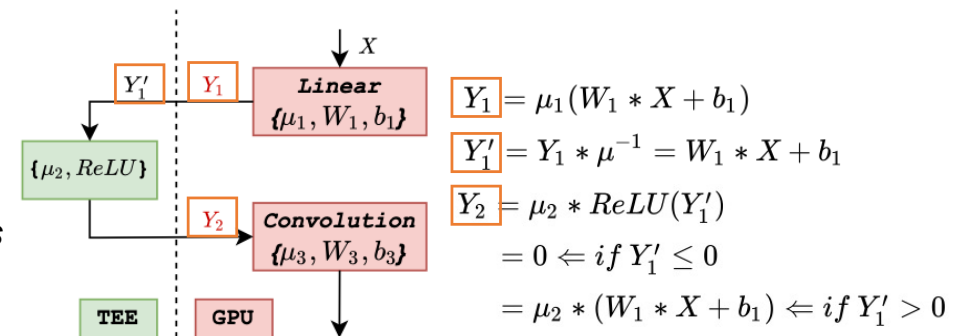 X
Y₁′
Y₁
Linear
{μ₁, W₁, b₁}
{μ₂, ReLU}
Y₂
Convolution
{μ₃, W₃, b₃}
TEE
GPU
Y₁ = μ₁(W₁ * X + b₁)
Y₁′ = Y₁ * μ⁻¹ = W₁ * X + b₁
Y₂ = μ₂ * ReLU(Y₁′)
= 0 ⇐ if Y₁′ ≤ 0
= μ₂ * (W₁ * X + b₁) ⇐ if Y₁′ > 0